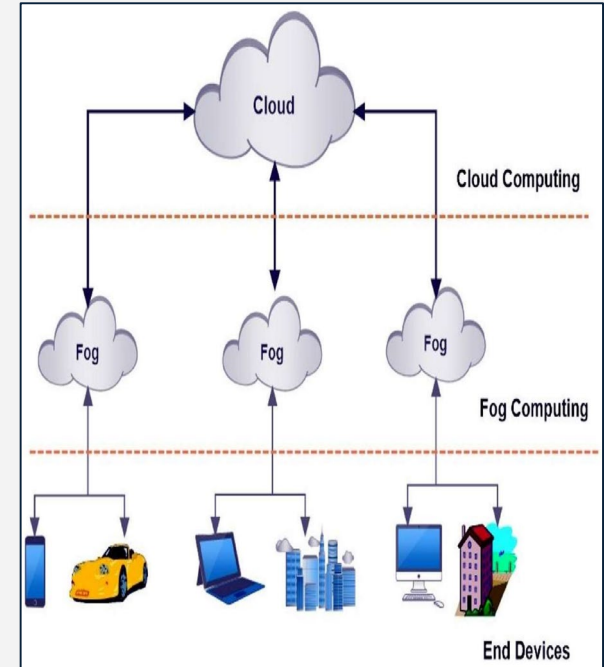 Cloud
Cloud Computing
Fog
Fog
Fog
Fog Computing
End Devices